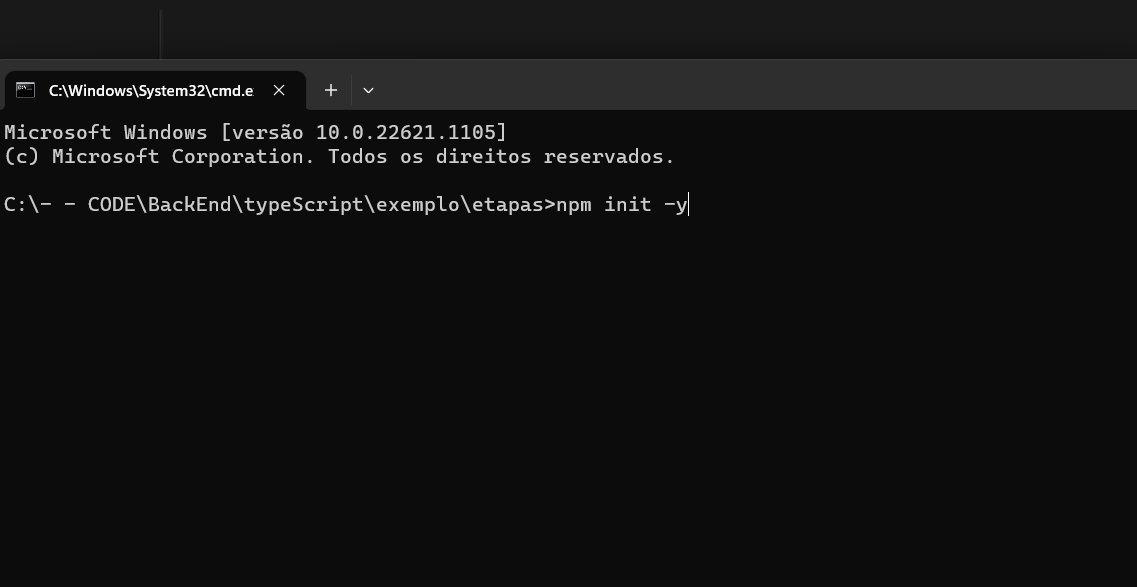 C:\Windows\System32\cmd.e
Microsoft Windows [versão 10.0.22621.1105]
(c) Microsoft Corporation. Todos os direitos reservados.
C:\- - CODE\BackEnd\typeScript\exemplo\etapas>npm init -y